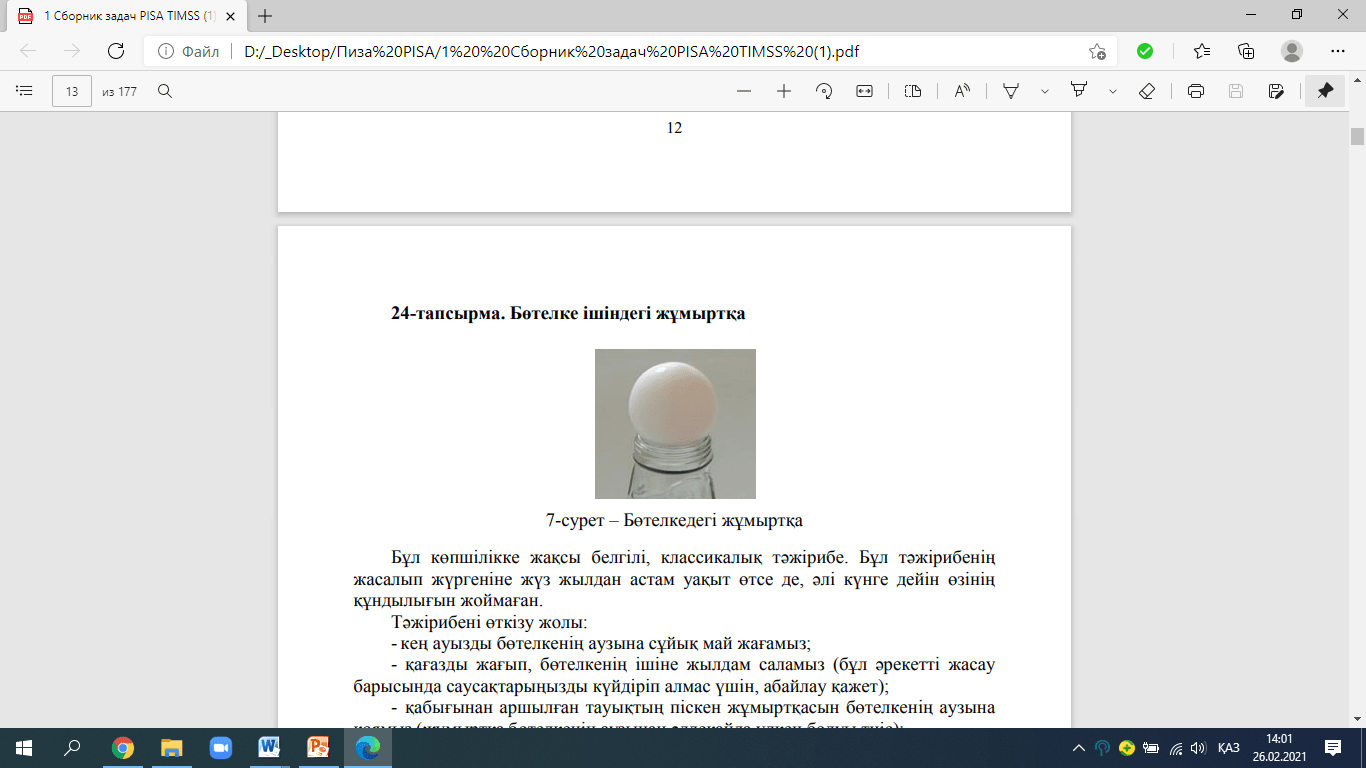 1 Сборник задач PISA TIMSS (1)
Файл
D:/_Desktop/Пиза%20PISA/1%20%20Сборник%20задач%20PISA%20TIMSS%20(1).pdf
13 из 177
12
24-тапсырма. Бөтелке ішіндегі жұмыртқа
7-сурет – Бөтелкедегі жұмыртқа
Бұл көпшілікке жақсы белгілі, классикалық тәжірибе. Бұл тәжірибенің
жасалып жүргеніне жүз жылдан астам уақыт өтсе де, әлі күнге дейін өзінің
құндылығын жоймаған.
Тәжірибені өткізу жолы:
- кең ауызды бөтелкенің аузына сұйық май жағамыз;
- қағазды жағып, бөтелкенің ішіне жылдам саламыз (бұл әрекетті жасау
барысында саусақтарыңызды күйдіріп алмас үшін, абайлау қажет);
- қабығынан аршылған тауықтың піскен жұмыртқасын бөтелкенің аузына
ҚАЗ
14:01
26.02.2021